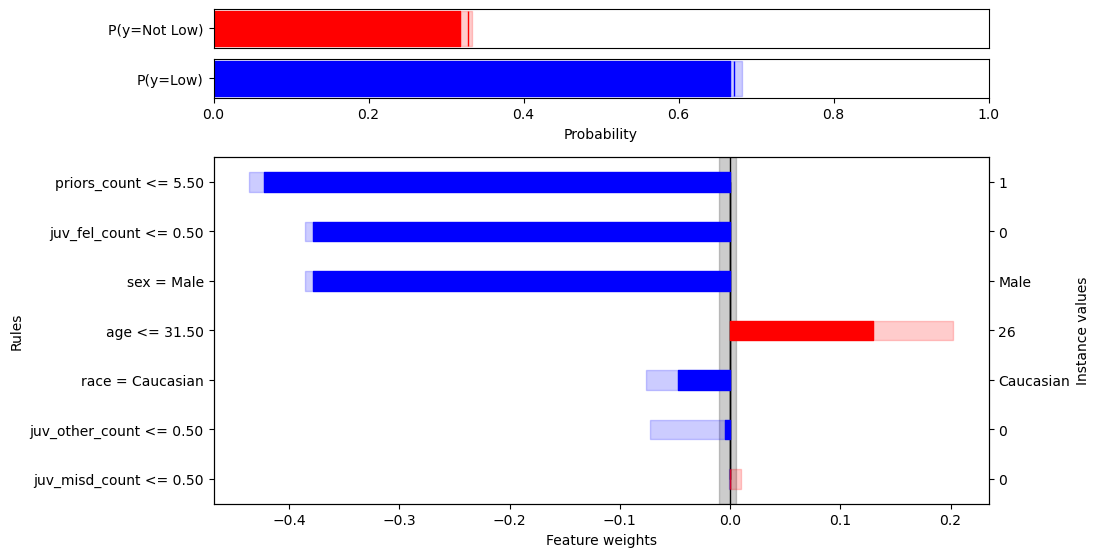 P(y=Not Low)
P(y=Low)
0.0 0.2 0.4 0.6 0.8 1.0
Probability
Rules
priors_count <= 5.50 1
juv_fel_count <= 0.50 0
sex = Male Male
age <= 31.50 26
race = Caucasian Caucasian
juv_other_count <= 0.50 0
juv_misd_count <= 0.50 0
Instance values
−0.4 −0.3 −0.2 −0.1 0.0 0.1 0.2
Feature weights